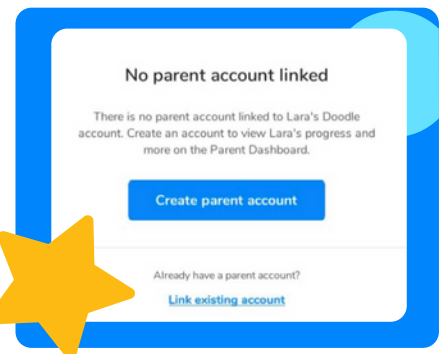 No parent account linked
There is no parent account linked to Lara's Doodle
account. Create an account to view Lara's progress and
more on the Parent Dashboard.
Create parent account
Already have a parent account?
Link existing account